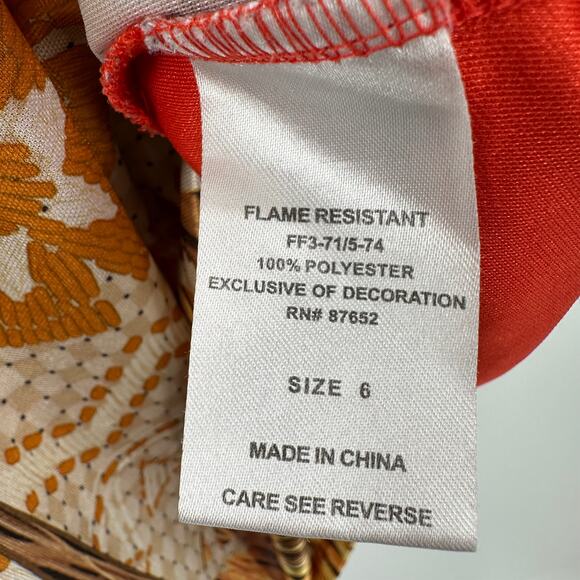 FLAME RESISTANT
FF3-71/5-74
100% POLYESTER
EXCLUSIVE OF DECORATION
RN# 87652
SIZE 6
MADE IN CHINA
CARE SEE REVERSE